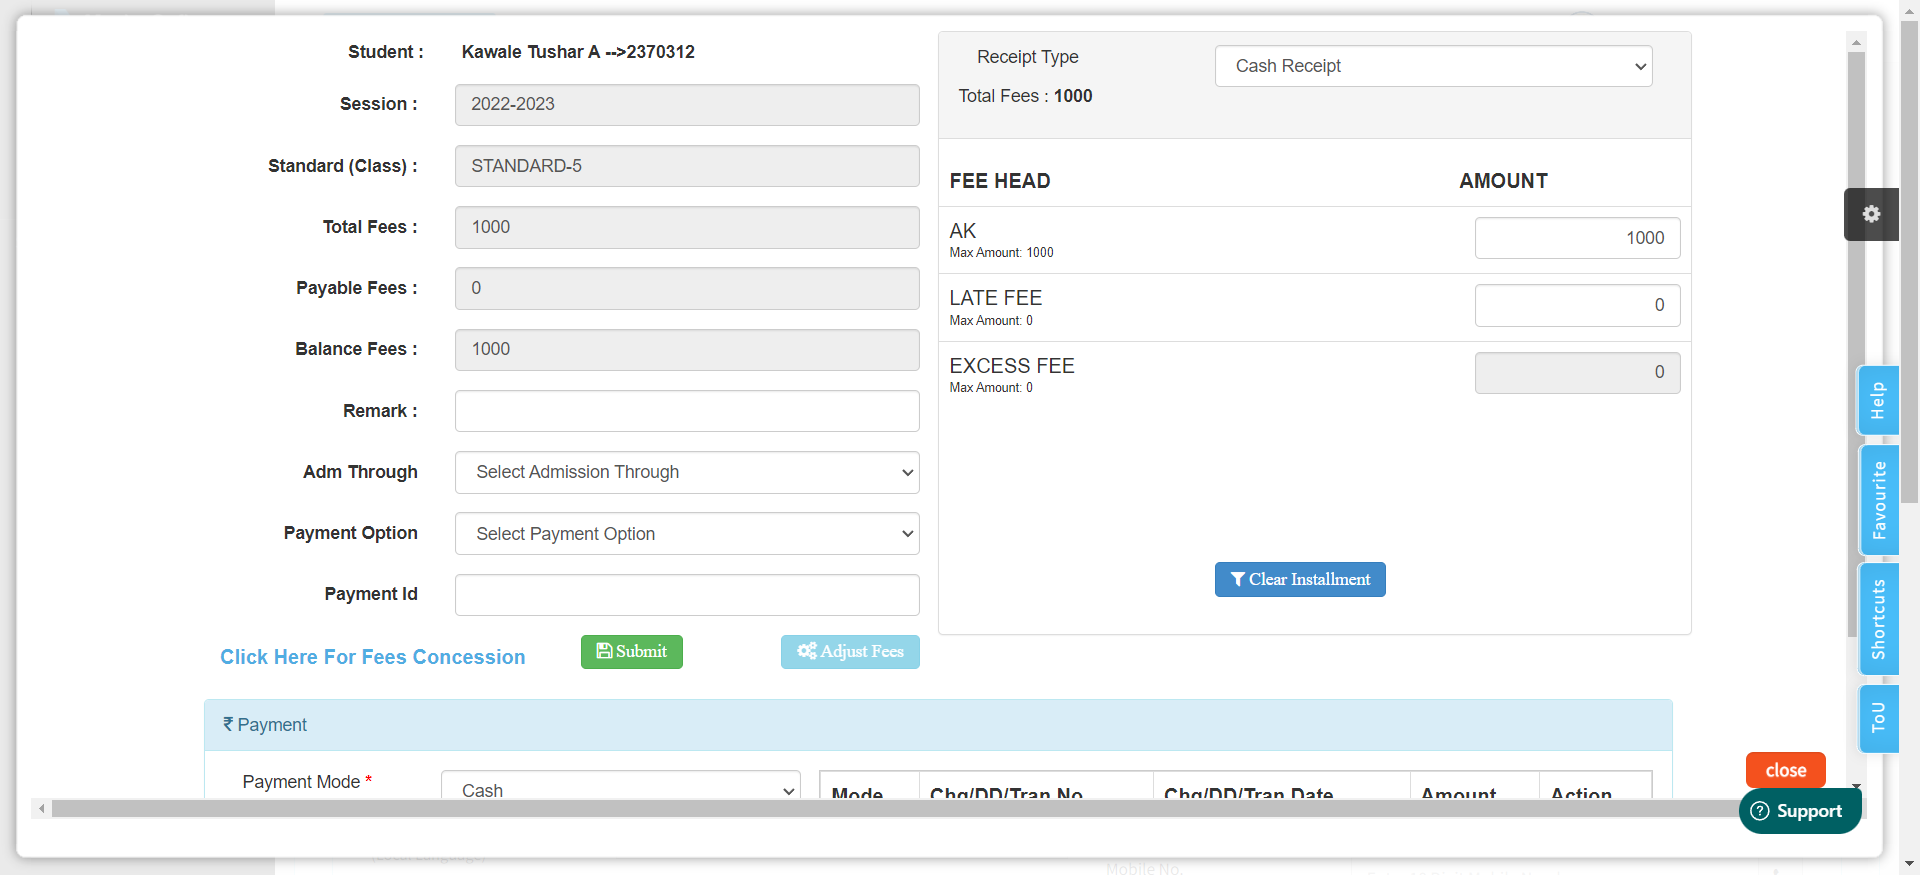 Student : Kawale Tushar A -->2370312
Session : 2022-2023
Standard (Class) : STANDARD-5
Total Fees : 1000
Payable Fees : 0
Balance Fees : 1000
Remark :
Adm Through Select Admission Through
Payment Option Select Payment Option
Payment Id
Click Here For Fees Concession Submit Adjust Fees
Receipt Type Cash Receipt
Total Fees : 1000
FEE HEAD AMOUNT
AK 1000
Max Amount: 1000
LATE FEE 0
Max Amount: 0
EXCESS FEE 0
Max Amount: 0
Clear Installment
₹ Payment
Payment Mode * Cash
Mode Chq/DD/Tran No Chq/DD/Tran Date Amount Action
Help
Favourite
Shortcuts
ToU
close
Support
Mobile No.